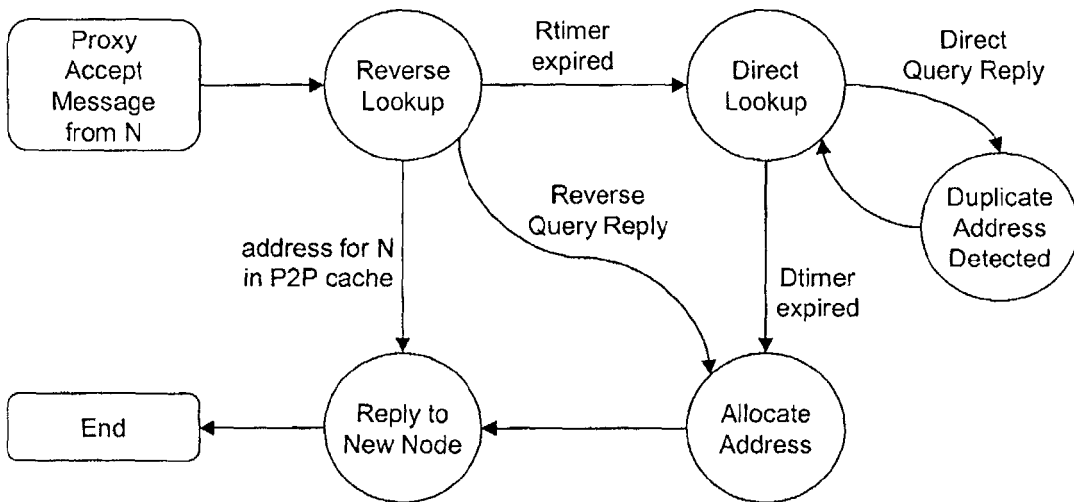 Proxy
Accept
Message
from N
Reverse
Lookup
Rtimer
expired
Direct
Lookup
Direct
Query Reply
Duplicate
Address
Detected
Reverse
Query Reply
address for N
in P2P cache
Dtimer
expired
End
Reply to
New Node
Allocate
Address